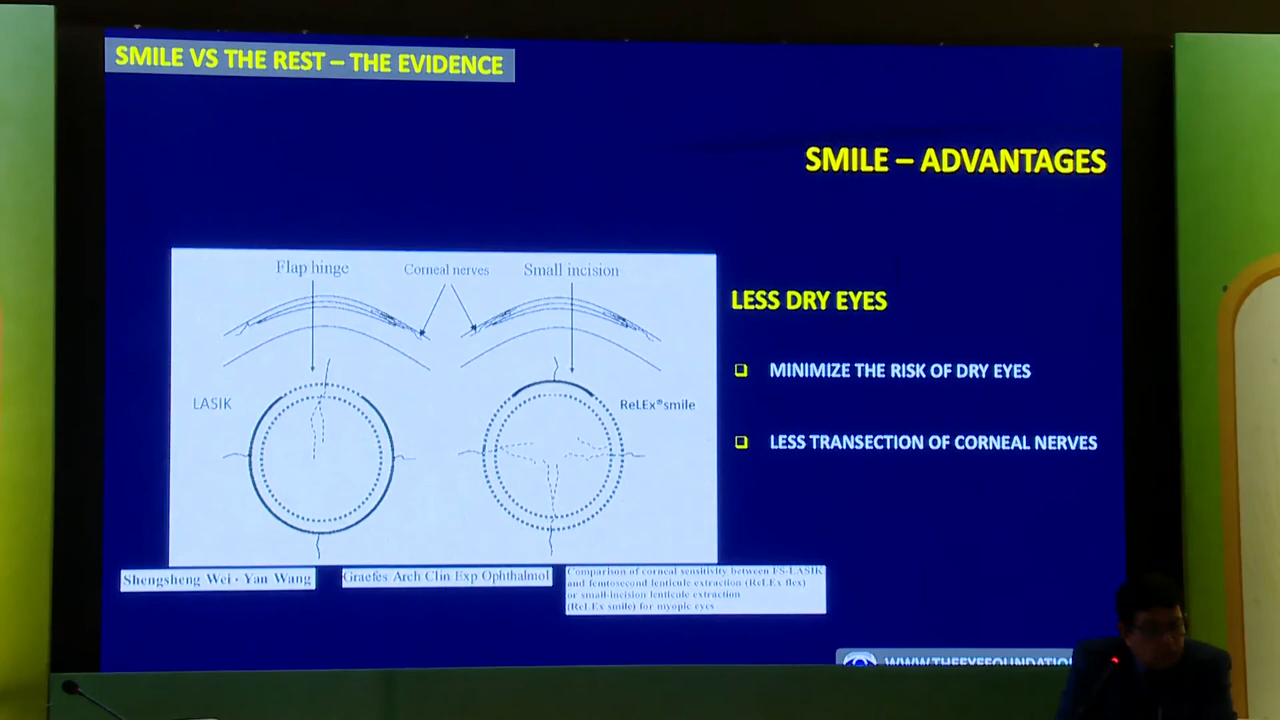 SMILE VS THE REST – THE EVIDENCE
SMILE – ADVANTAGES
Flap hinge
Corneal nerves
Small incision
LASIK
ReLEx®smile
LESS DRY EYES
❑ MINIMIZE THE RISK OF DRY EYES
❑ LESS TRANSECTION OF CORNEAL NERVES
Shengsheng Wei · Yan Wang
Graefes Arch Clin Exp Ophthalmol
Comparison of corneal sensitivity between FS-LASIK
and femtosecond lenticule extraction (ReLEx flex)
or small-incision lenticule extraction
(ReLEx smile) for myopic eyes